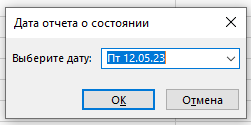 Дата отчета о состоянии
Выберите дату: Пт 12.05.23
ОК Отмена